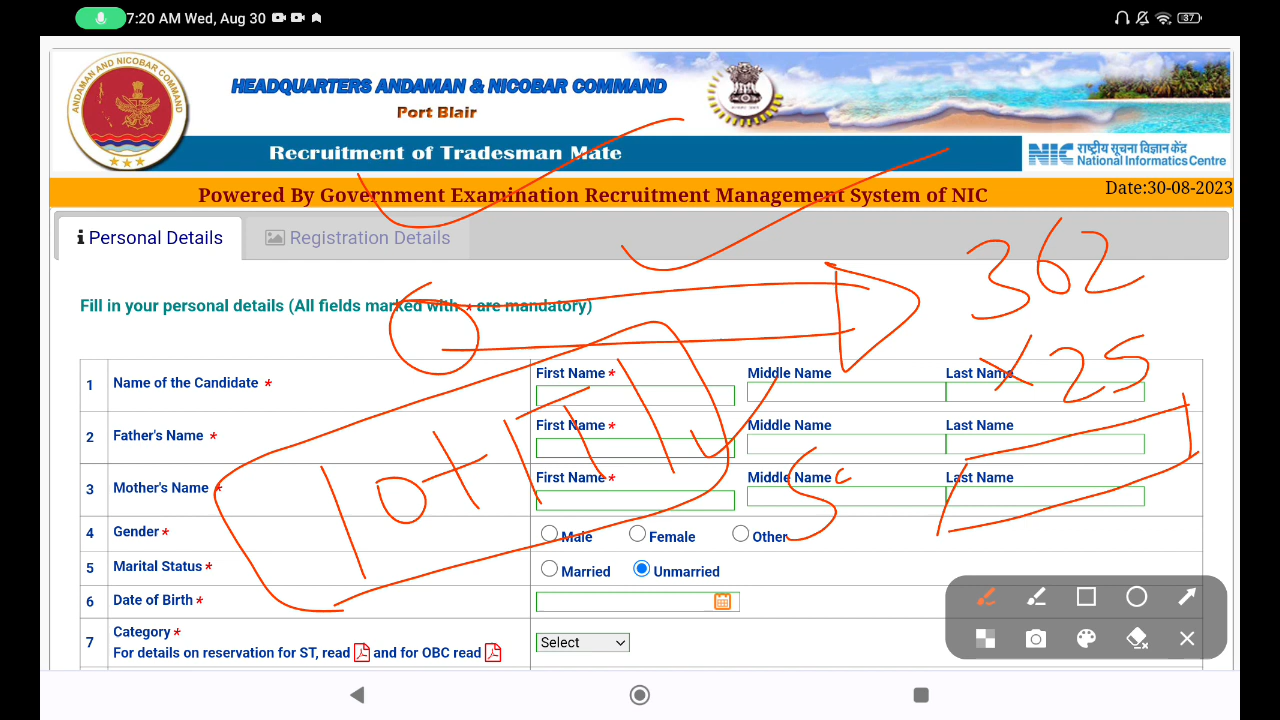 7:20 AM Wed, Aug 30
37
ANDAMAN AND NICOBAR COMMAND
HEADQUARTERS ANDAMAN & NICOBAR COMMAND
Port Blair
Recruitment of Tradesman Mate
NIC राष्ट्रीय सूचना विज्ञान केंद्र
National Informatics Centre
Powered By Government Examination Recruitment Management System of NIC
Date:30-08-2023
Personal Details
Registration Details
362
×25
Fill in your personal details (All fields marked with * are mandatory)
1 Name of the Candidate * First Name * Middle Name Last Name
2 Father's Name * First Name * Middle Name Last Name
3 Mother's Name * First Name * Middle Name Last Name
4 Gender * Male Female Other
5 Marital Status * Married Unmarried
6 Date of Birth *
7 Category * Select
For details on reservation for ST, read and for OBC read